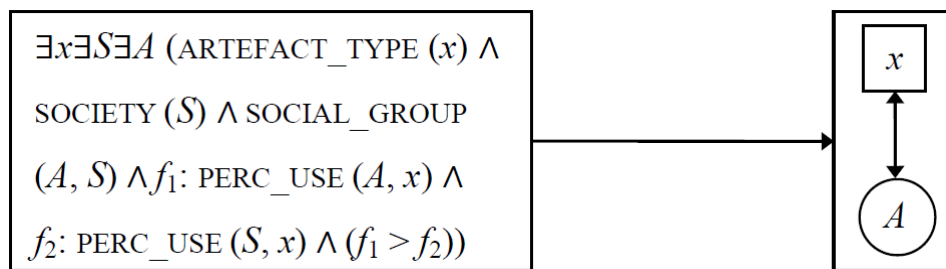 ∃x∃S∃A (ARTEFACT_TYPE (x) ∧
SOCIETY (S) ∧ SOCIAL_GROUP
(A, S) ∧ f₁: PERC_USE (A, x) ∧
f₂: PERC_USE (S, x) ∧ (f₁ > f₂))
x
A